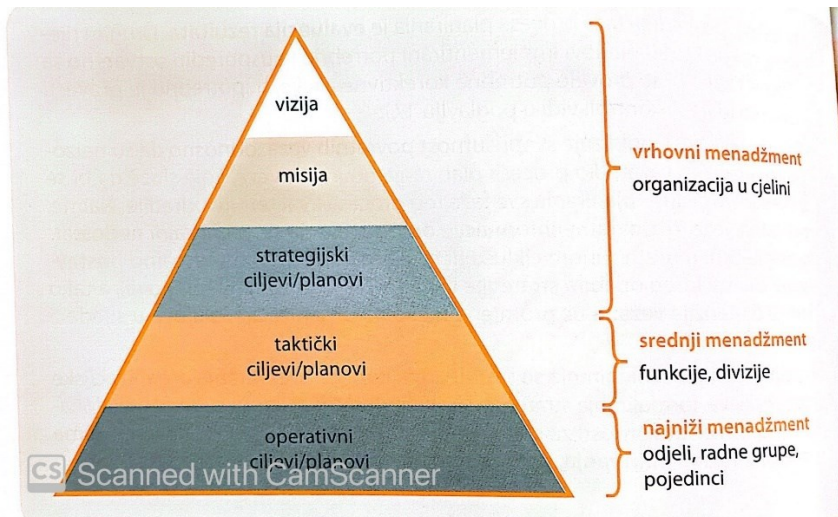 vizija
misija
strategijski
ciljevi/planovi
taktički
ciljevi/planovi
operativni
ciljevi/planovi
vrhovni menadžment
organizacija u cjelini
srednji menadžment
funkcije, divizije
najniži menadžment
odjeli, radne grupe,
pojedinci
CS Scanned with CamScanner